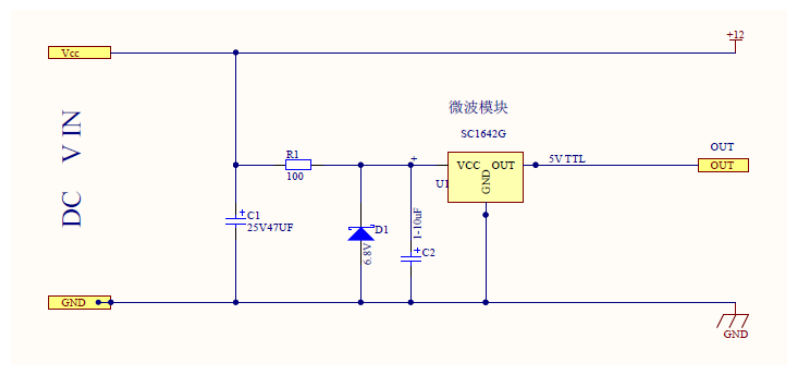 +12
Vcc
DC V IN
微波模块
SC1642G
R1
100
+
VCC OUT
GND
U1
5V TTL
OUT
OUT
+
C1
25V47UF
D1
6.8V
1-10uF
+
C2
GND
GND